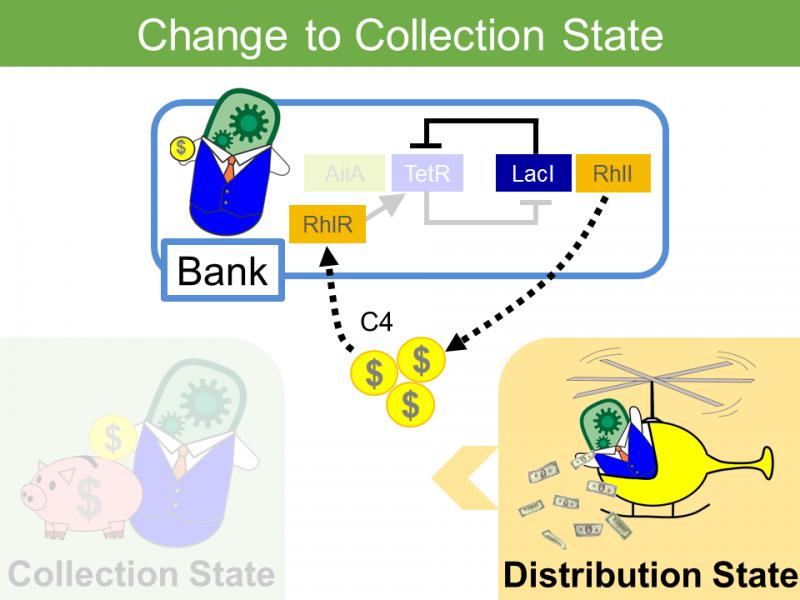 Change to Collection State
$
AiiA
TetR
LacI
RhlI
RhlR
Bank
C4
$
$
$
$
$
Collection State
Distribution State